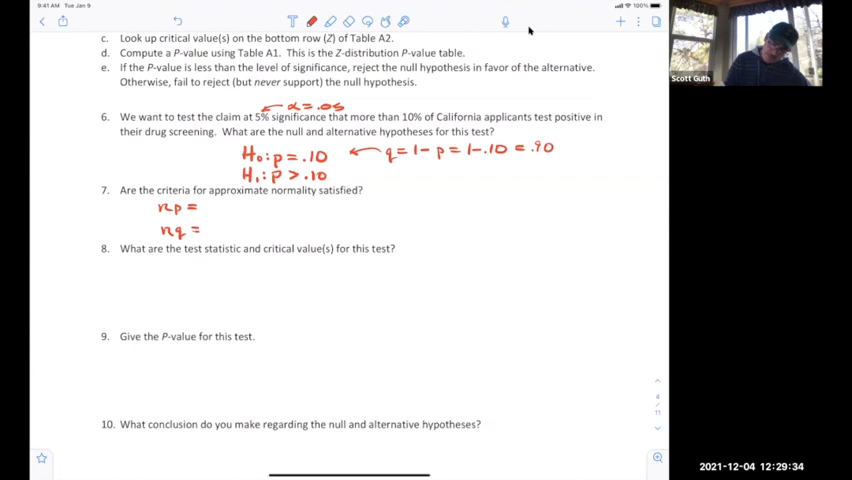 9:41 AM Tue Jan 9
100%
c. Look up critical value(s) on the bottom row (Z) of Table A2.
d. Compute a P-value using Table A1. This is the Z-distribution P-value table.
e. If the P-value is less than the level of significance, reject the null hypothesis in favor of the alternative.
Otherwise, fail to reject (but never support) the null hypothesis.
α = .05
6. We want to test the claim at 5% significance that more than 10% of California applicants test positive in
their drug screening. What are the null and alternative hypotheses for this test?
H₀: p = .10 ← q = 1 - p = 1 - .10 = .90
H₁: p > .10
7. Are the criteria for approximate normality satisfied?
np =
nq =
8. What are the test statistic and critical value(s) for this test?
9. Give the P-value for this test.
10. What conclusion do you make regarding the null and alternative hypotheses?
4
/
11
Scott Guth
2021-12-04 12:29:34